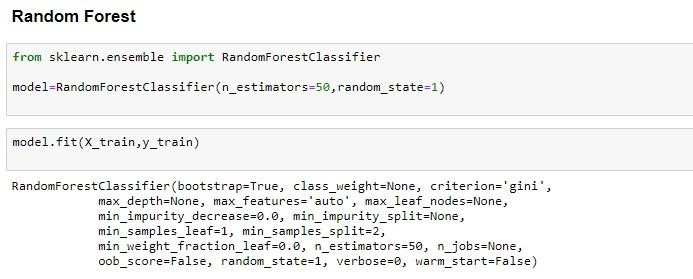 Random Forest
from sklearn.ensemble import RandomForestClassifier
model=RandomForestClassifier(n_estimators=50,random_state=1)
model.fit(X_train,y_train)
RandomForestClassifier(bootstrap=True, class_weight=None, criterion='gini',
max_depth=None, max_features='auto', max_leaf_nodes=None,
min_impurity_decrease=0.0, min_impurity_split=None,
min_samples_leaf=1, min_samples_split=2,
min_weight_fraction_leaf=0.0, n_estimators=50, n_jobs=None,
oob_score=False, random_state=1, verbose=0, warm_start=False)